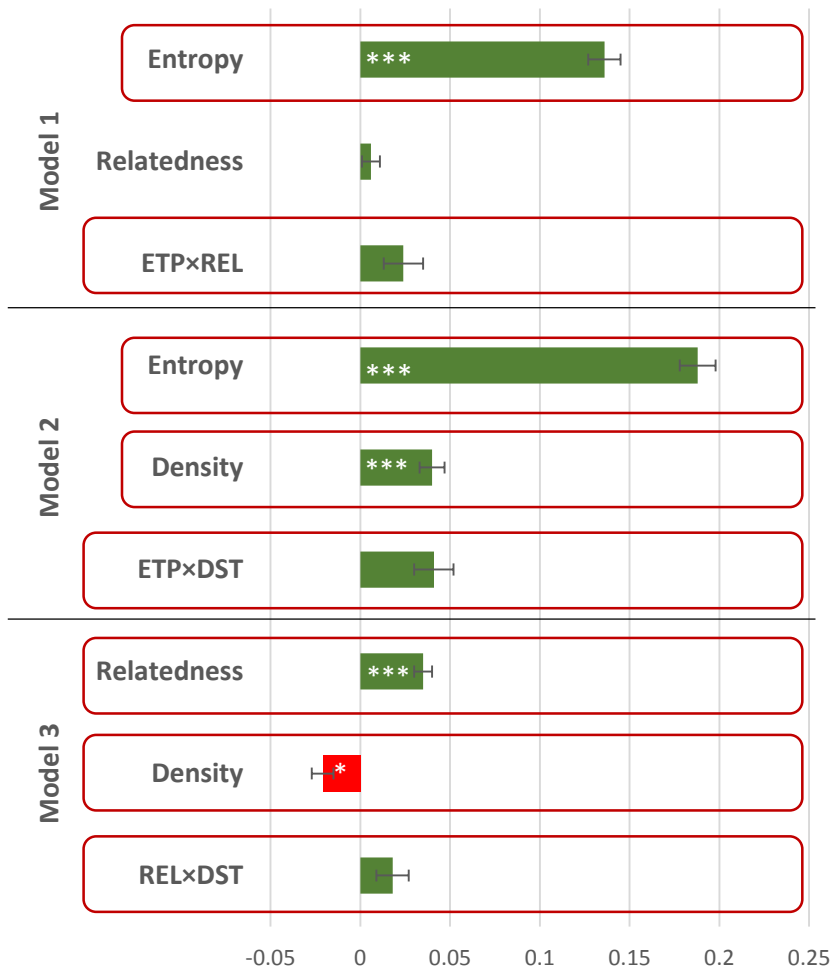 Model 1
Entropy
***
Relatedness
ETP×REL
Model 2
Entropy
***
Density
***
ETP×DST
Model 3
Relatedness
***
Density
*
REL×DST
-0.05 0 0.05 0.1 0.15 0.2 0.25